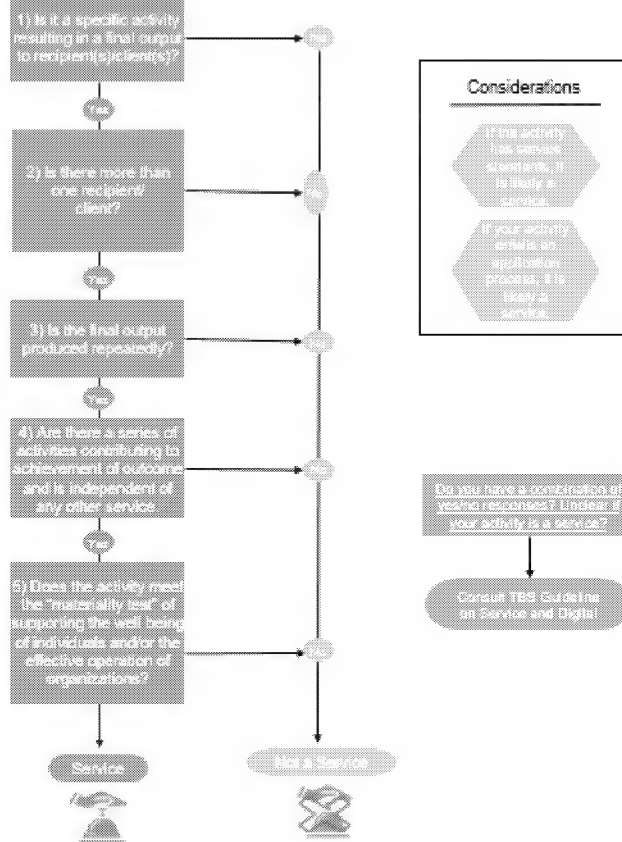 1) Is it a specific activity
resulting in a final output
to recipient(s)/client(s)?
No
Yes
2) Is there more than
one recipient/
client?
No
Yes
3) Is the final output
produced repeatedly?
No
Yes
4) Are there a series of
activities contributing to
achievement of outcome
and is independent of
any other service.
No
Yes
5) Does the activity meet
the "materiality test" of
supporting the well being
of individuals and/or the
effective operation of
organizations?
No
Service
Not a Service
Considerations
If the activity
has service
standards, it
is likely a
service.
If your activity
entails an
application
process, it is
likely a
service.
Do you have a combination of
yes/no responses? Unclear if
your activity is a service?
Consult TBS Guideline
on Service and Digital